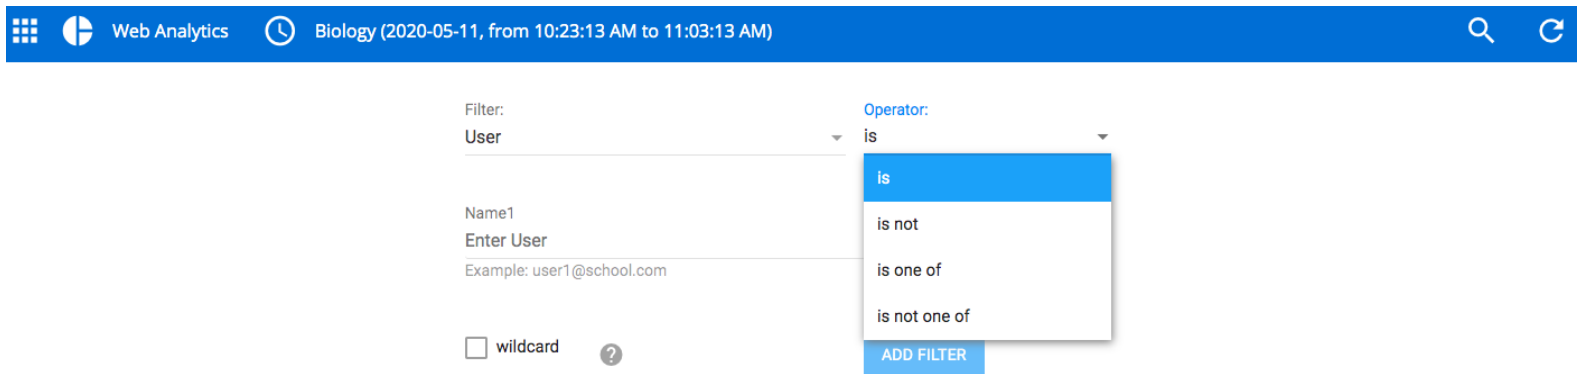 Web Analytics
Biology (2020-05-11, from 10:23:13 AM to 11:03:13 AM)
Filter:
User
Operator:
is
is
is not
is one of
is not one of
Name1
Enter User
Example: user1@school.com
wildcard
?
ADD FILTER